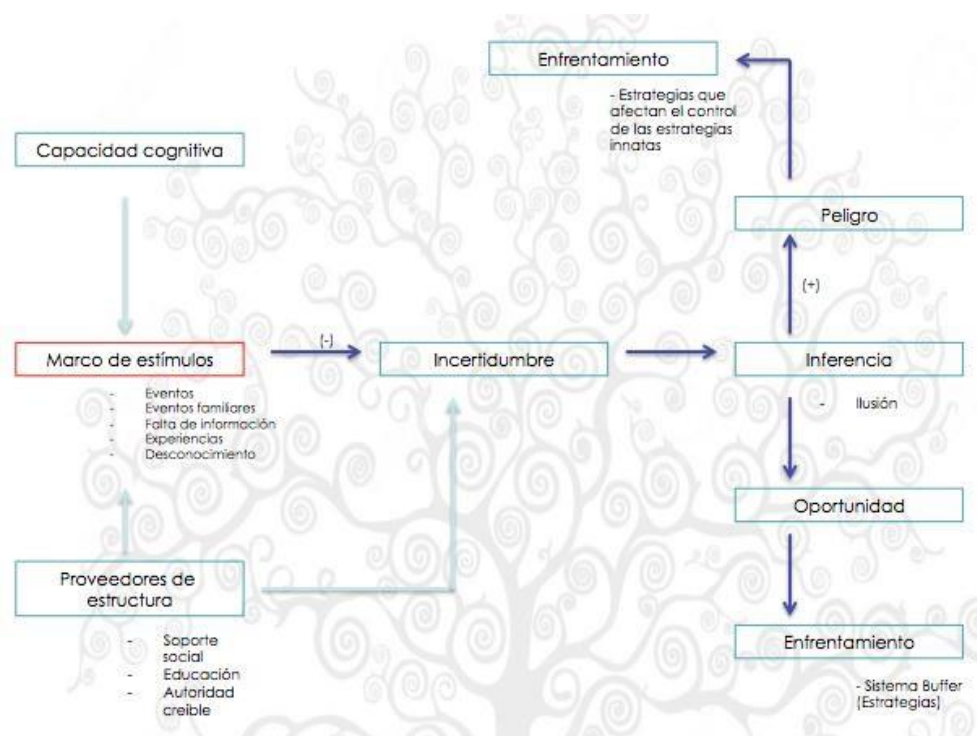 Enfrentamiento
- Estrategias que
afectan el control
de las estrategias
innatas
Capacidad cognitiva
Peligro
(+)
Marco de estímulos
(-)
Incertidumbre
Inferencia
- Eventos
- Eventos familiares
- Falta de información
- Experiencias
- Desconocimiento
- Ilusión
Oportunidad
Proveedores de
estructura
- Soporte
social
- Educación
- Autoridad
creíble
Enfrentamiento
- Sistema Buffer
(Estrategias)